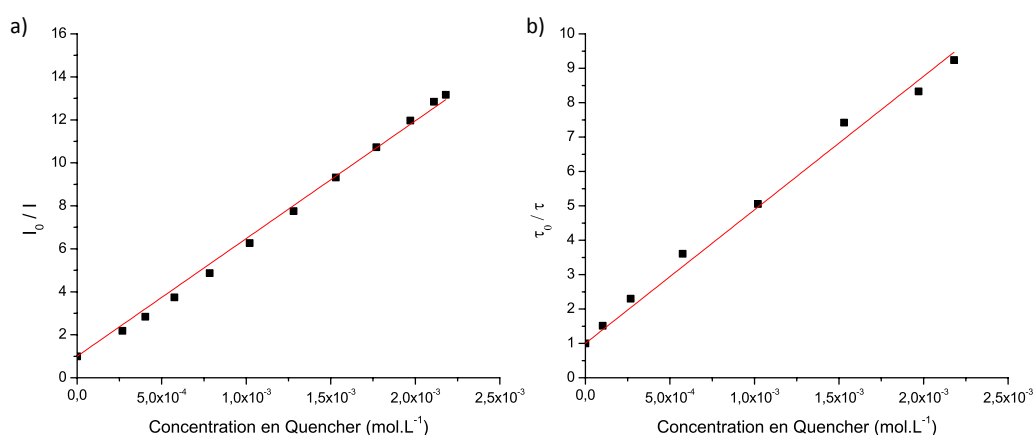 a)
I₀ / I
16
14
12
10
8
6
4
2
0
0,0
5,0x10⁻⁴
1,0x10⁻³
1,5x10⁻³
2,0x10⁻³
2,5x10⁻³
Concentration en Quencher (mol.L⁻¹)
b)
τ₀ / τ
10
9
8
7
6
5
4
3
2
1
0
0,0
5,0x10⁻⁴
1,0x10⁻³
1,5x10⁻³
2,0x10⁻³
2,5x10⁻³
Concentration en Quencher (mol.L⁻¹)